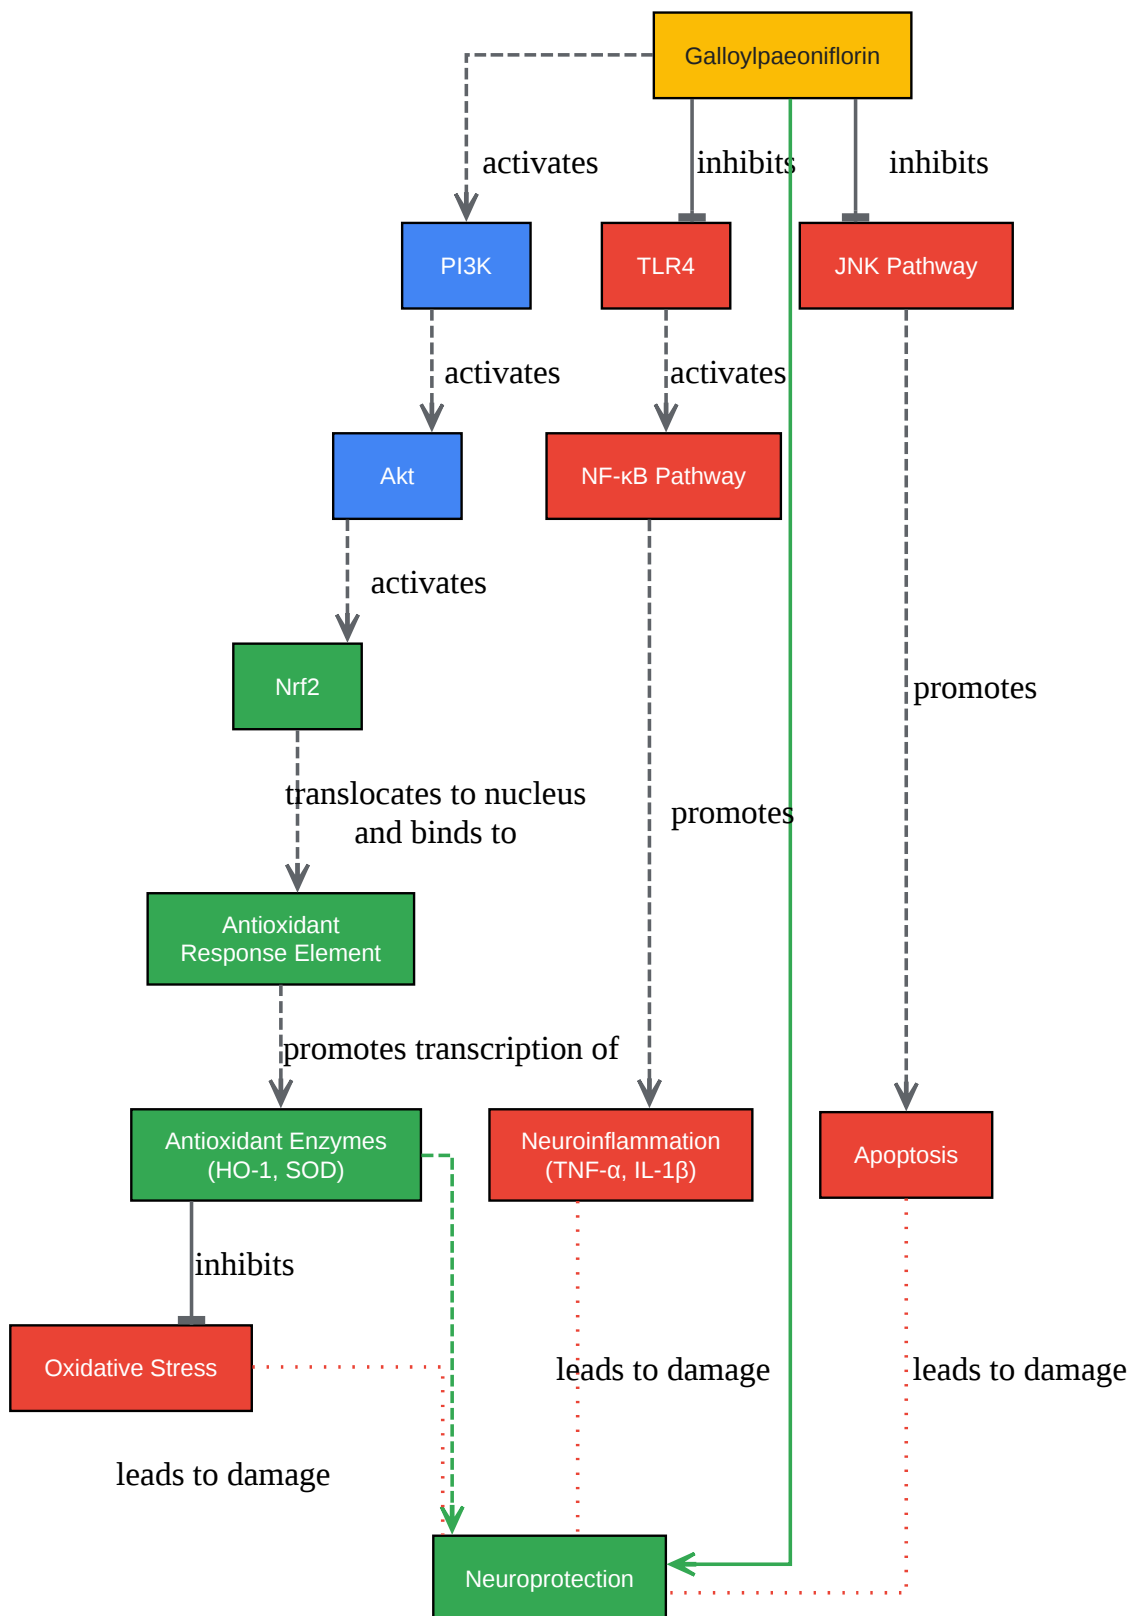 Galloylpaeoniflorin
activates
inhibits
inhibits
PI3K
TLR4
JNK Pathway
activates
activates
Akt
NF-κB Pathway
activates
Nrf2
promotes
translocates to nucleus
and binds to
promotes
Antioxidant
Response Element
promotes transcription of
Antioxidant Enzymes
(HO-1, SOD)
Neuroinflammation
(TNF-α, IL-1β)
Apoptosis
inhibits
Oxidative Stress
leads to damage
leads to damage
leads to damage
Neuroprotection